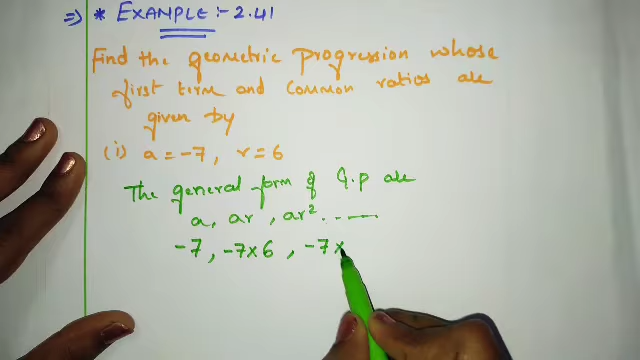 ⇒ * EXAMPLE :- 2.41
Find the geometric progression whose
first term and common ratios are
given by
(i) a = -7, r = 6
The general form of G.p are
a, ar, ar² ......
-7, -7×6, -7×